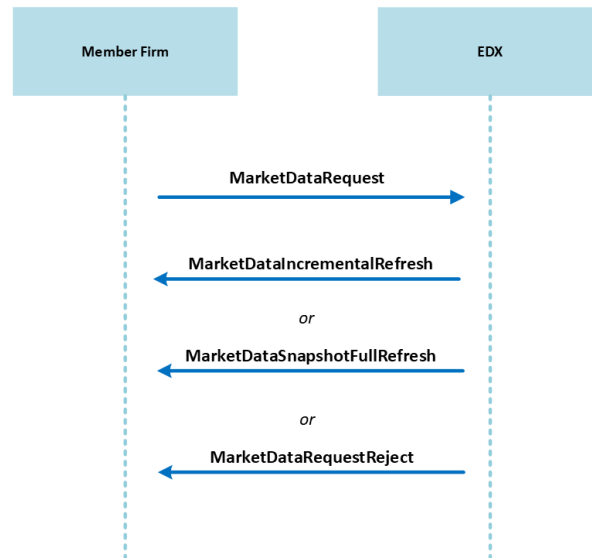 Member Firm
EDX
MarketDataRequest
MarketDataIncrementalRefresh
or
MarketDataSnapshotFullRefresh
or
MarketDataRequestReject